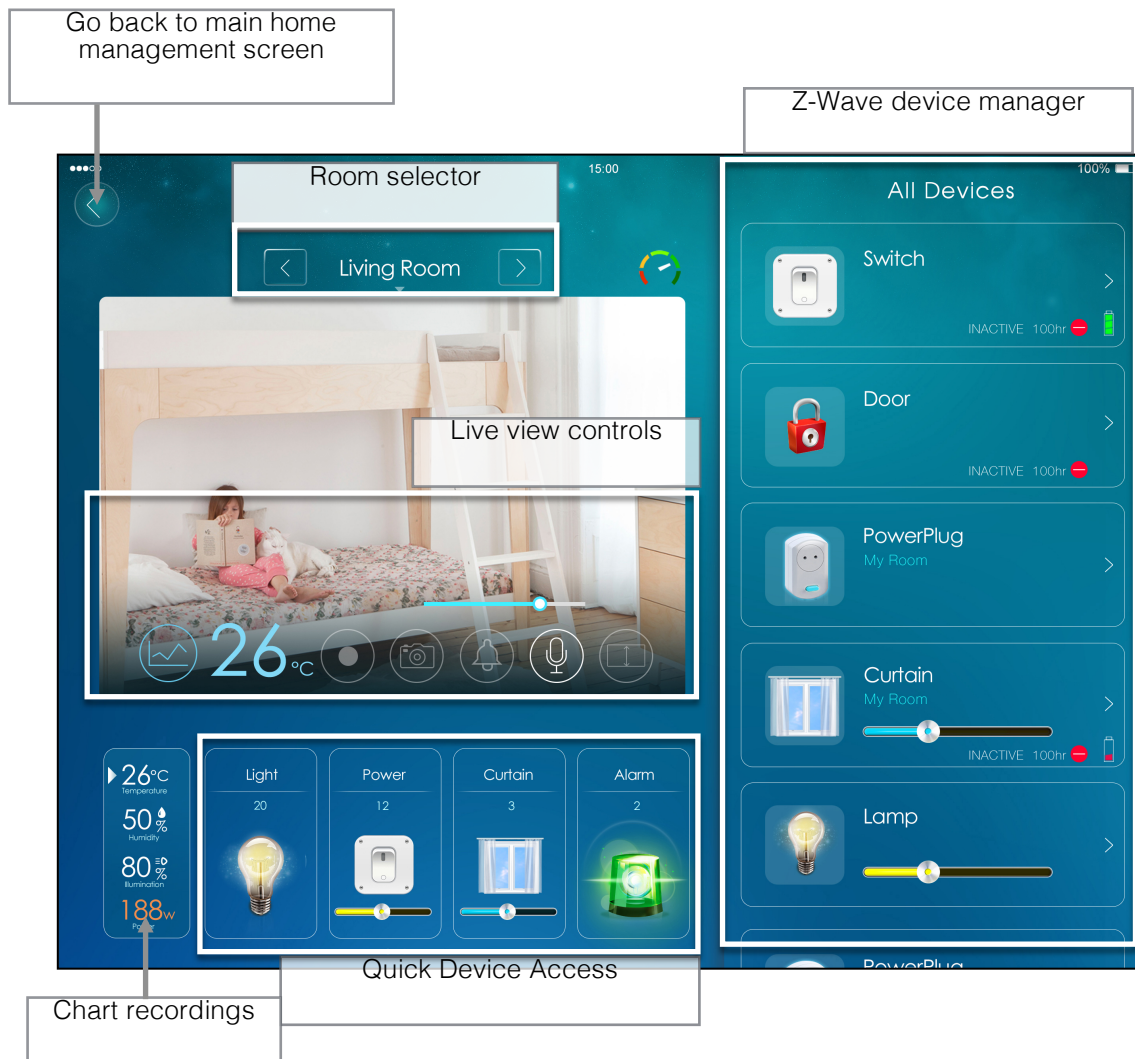 Go back to main home
management screen
Z-Wave device manager
Room selector
15:00
100%
All Devices
Living Room
Live view controls
26°C
26°C
Temperature
50%
Humidity
80%
Illumination
188w
Power
Light
20
Power
12
Curtain
3
Alarm
2
Switch
INACTIVE 100hr
Door
INACTIVE 100hr
PowerPlug
My Room
Curtain
My Room
INACTIVE 100hr
Lamp
PowerPlug
Quick Device Access
Chart recordings